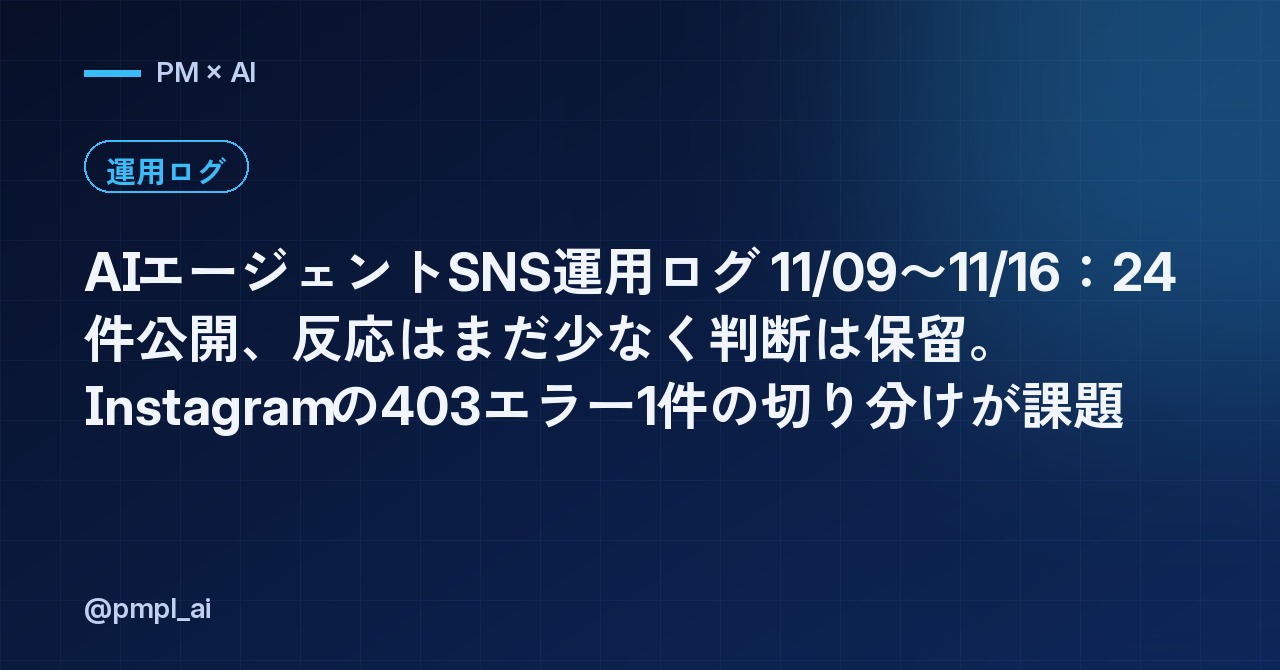 PM × AI
運用ログ
AIエージェントSNS運用ログ 11/09〜11/16：24
件公開、反応はまだ少なく判断は保留。
Instagramの403エラー1件の切り分けが課題
@pmpl_ai